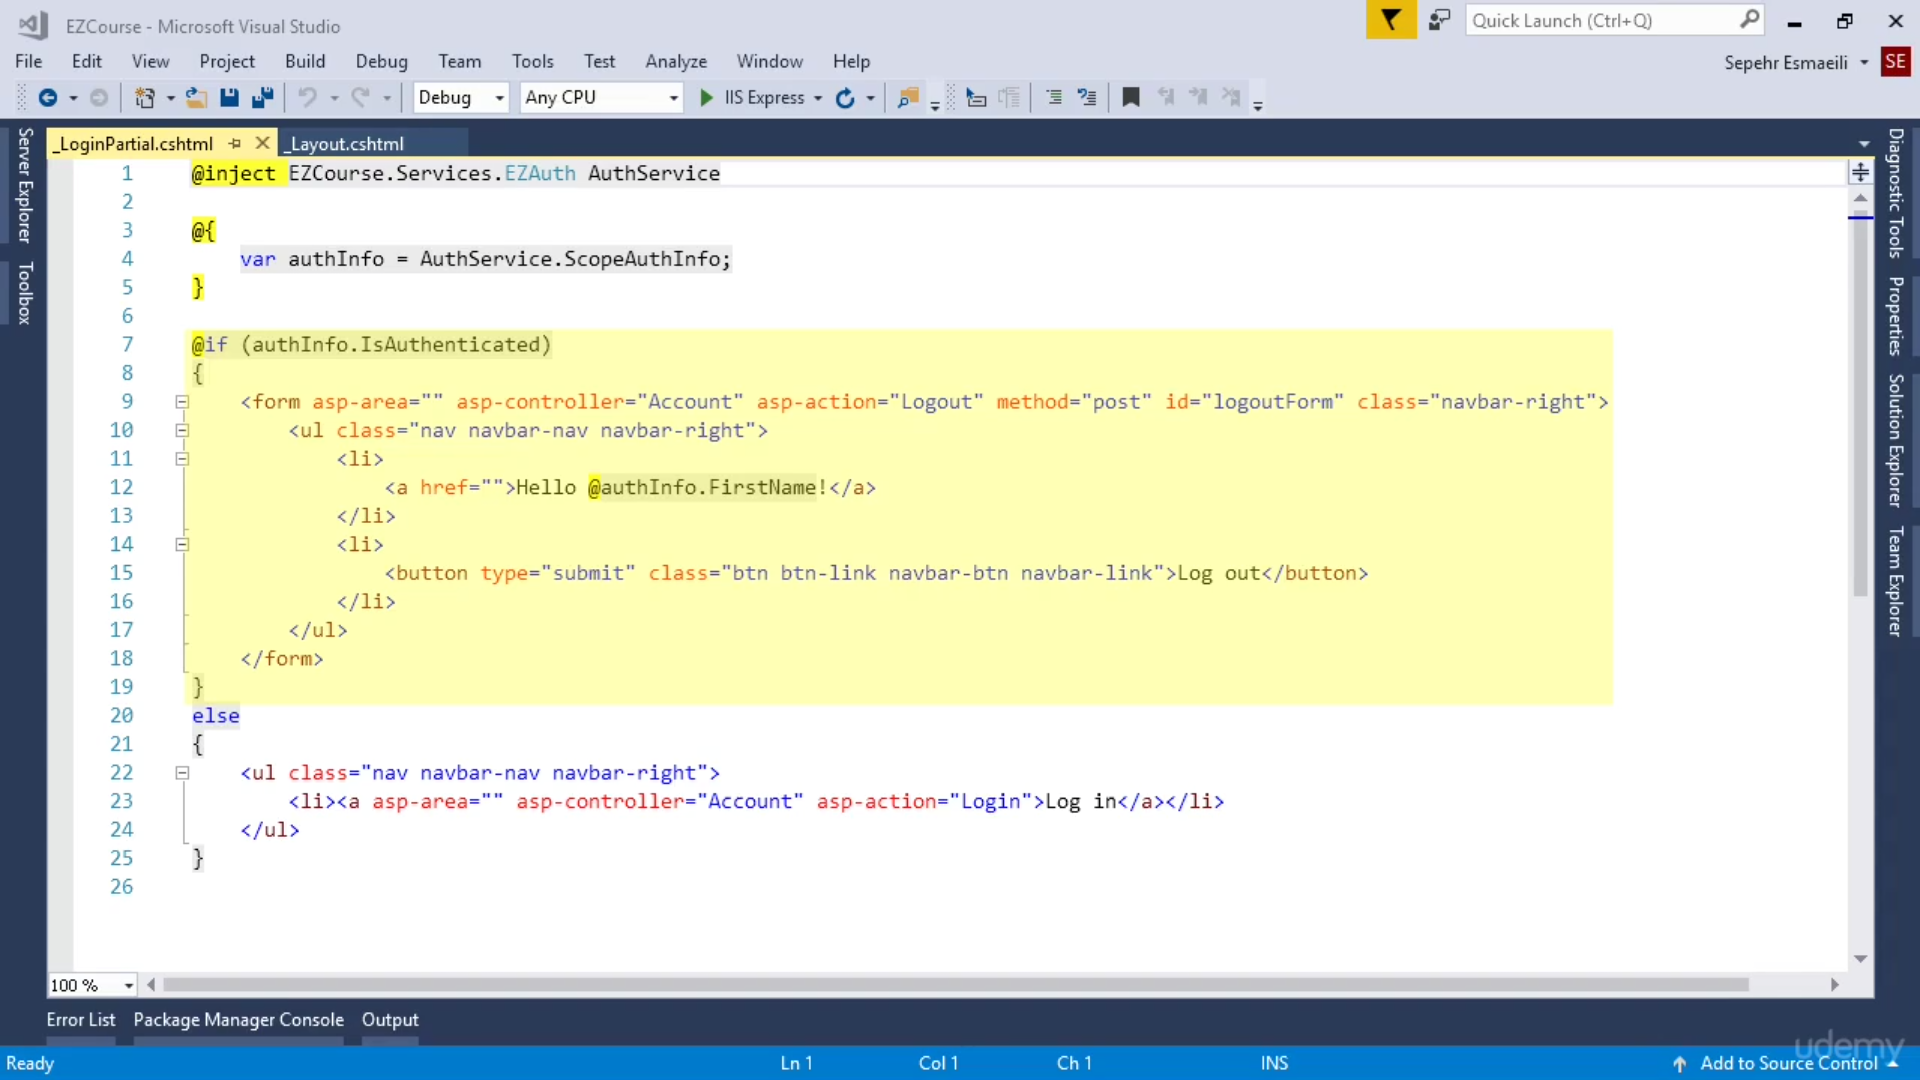 EZCourse - Microsoft Visual Studio
Quick Launch (Ctrl+Q)
File Edit View Project Build Debug Team Tools Test Analyze Window Help
Sepehr Esmaeili SE
Debug Any CPU IIS Express
_LoginPartial.cshtml _Layout.cshtml
Server Explorer
Toolbox
1 @inject EZCourse.Services.EZAuth AuthService
2
3 @{
4 var authInfo = AuthService.ScopeAuthInfo;
5 }
6
7 @if (authInfo.IsAuthenticated)
8 {
9 <form asp-area="" asp-controller="Account" asp-action="Logout" method="post" id="logoutForm" class="navbar-right">
10 <ul class="nav navbar-nav navbar-right">
11 <li>
12 <a href="">Hello @authInfo.FirstName!</a>
13 </li>
14 <li>
15 <button type="submit" class="btn btn-link navbar-btn navbar-link">Log out</button>
16 </li>
17 </ul>
18 </form>
19 }
20 else
21 {
22 <ul class="nav navbar-nav navbar-right">
23 <li><a asp-area="" asp-controller="Account" asp-action="Login">Log in</a></li>
24 </ul>
25 }
26
Diagnostic Tools
Properties
Solution Explorer
Team Explorer
100 %
Error List Package Manager Console Output
udemy
Ready Ln 1 Col 1 Ch 1 INS Add to Source Control